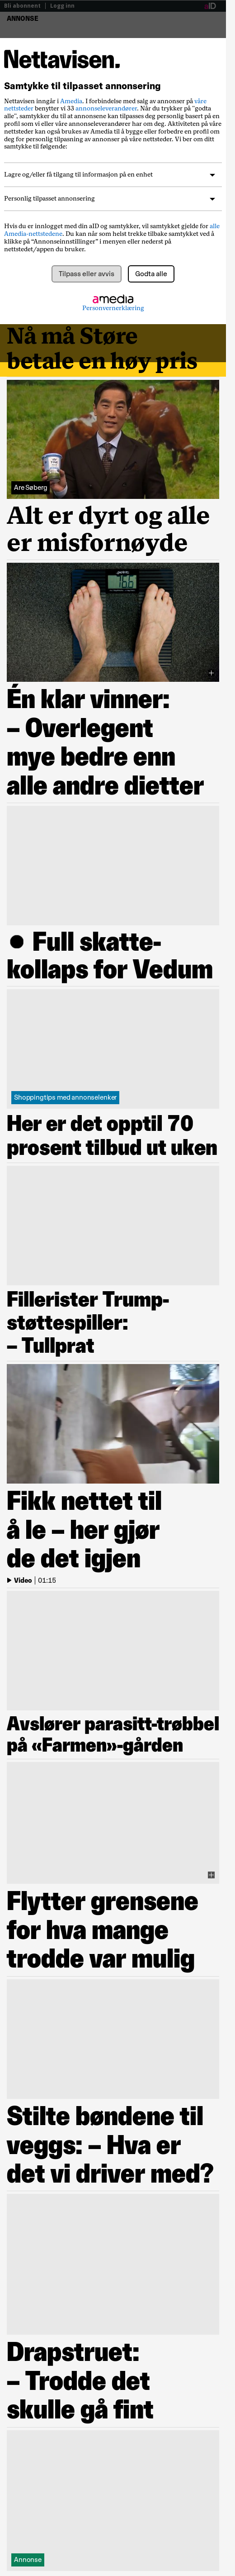 Bli abonnent | Logg inn
aID
ANNONSE
Nettavisen.
Samtykke til tilpasset annonsering
Nettavisen inngår i Amedia. I forbindelse med salg av annonser på våre
nettsteder benytter vi 33 annonseleverandører. Når du trykker på "godta
alle", samtykker du til at annonsørene kan tilpasses deg personlig basert på en
profil som vi eller våre annonseleverandører har om deg. Aktivitet på våre
nettsteder kan også brukes av Amedia til å bygge eller forbedre en profil om
deg for personlig tilpasning av annonser på våre nettsteder. Vi ber om ditt
samtykke til følgende:
Lagre og/eller få tilgang til informasjon på en enhet
Personlig tilpasset annonsering
Hvis du er innlogget med din aID og samtykker, vil samtykket gjelde for alle
Amedia-nettstedene. Du kan når som helst trekke tilbake samtykket ved å
klikke på “Annonseinnstillinger” i menyen eller nederst på
nettstedet/appen du bruker.
Tilpass eller avvis
Godta alle
amedia
Personvernerklæring
Nå må Støre
betale en høy pris
Are Søberg
Alt er dyrt og alle
er misfornøyde
Én klar vinner:
– Overlegent
mye bedre enn
alle andre dietter
● Full skatte-
kollaps for Vedum
Shoppingtips med annonselenker
Her er det opptil 70
prosent tilbud ut uken
Fillerister Trump-
støttespiller:
– Tullprat
Fikk nettet til
å le – her gjør
de det igjen
Video | 01:15
Avslører parasitt-trøbbel
på «Farmen»-gården
Flytter grensene
for hva mange
trodde var mulig
Stilte bøndene til
veggs: – Hva er
det vi driver med?
Drapstruet:
– Trodde det
skulle gå fint
Annonse